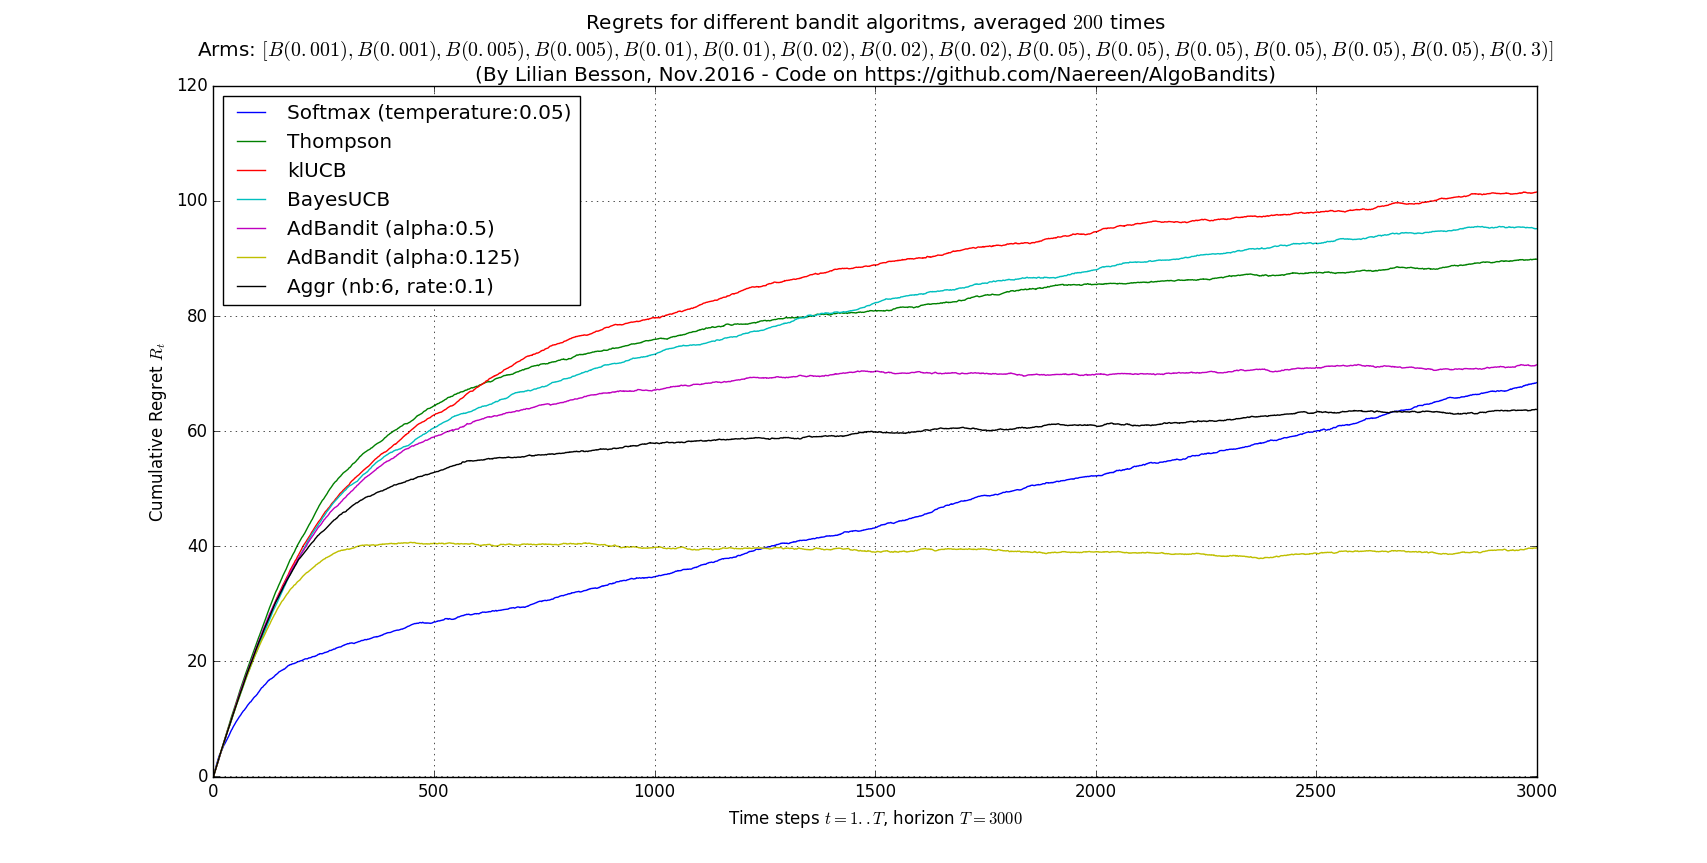 Regrets for different bandit algoritms, averaged 200 times
Arms: [B(0.001), B(0.001), B(0.005), B(0.005), B(0.01), B(0.01), B(0.02), B(0.02), B(0.02), B(0.05), B(0.05), B(0.05), B(0.05), B(0.05), B(0.05), B(0.3)]
(By Lilian Besson, Nov.2016 - Code on https://github.com/Naereen/AlgoBandits)
Softmax (temperature:0.05)
Thompson
klUCB
BayesUCB
AdBandit (alpha:0.5)
AdBandit (alpha:0.125)
Aggr (nb:6, rate:0.1)
Cumulative Regret R_t
120
100
80
60
40
20
0
0 500 1000 1500 2000 2500 3000
Time steps t = 1..T, horizon T = 3000